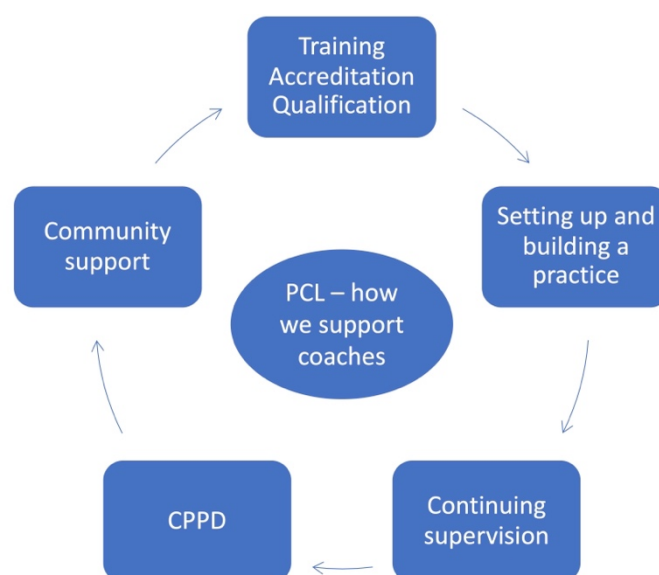 Training
Accreditation
Qualification
Setting up and
building a
practice
Continuing
supervision
CPPD
Community
support
PCL – how
we support
coaches